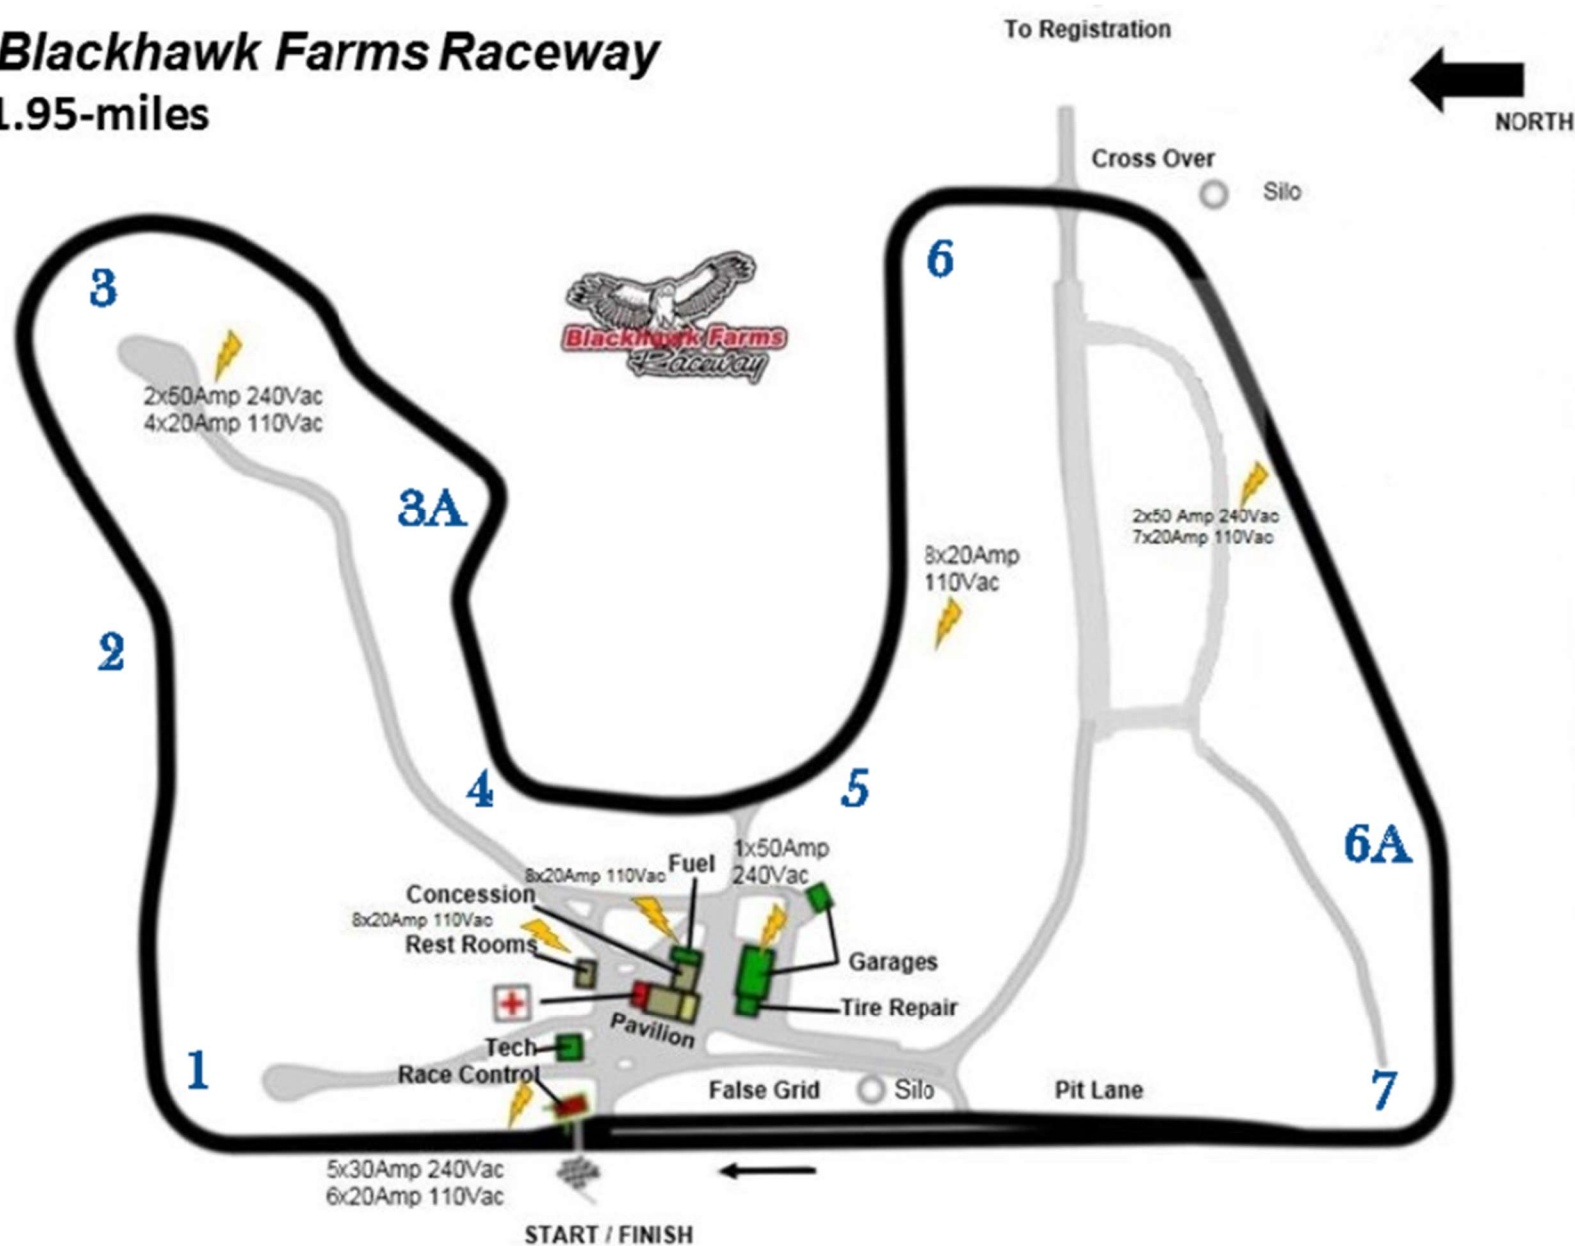 To Registration
Blackhawk Farms Raceway
1.95-miles
NORTH
Cross Over
Silo
6
3
Blackhawk Farms
Raceway
2x50Amp 240Vac
4x20Amp 110Vac
3A
2x50 Amp 240Vac
7x20Amp 110Vac
8x20Amp
110Vac
2
4
5
6A
1x50Amp
240Vac
Fuel
8x20Amp 110Vac
Concession
8x20Amp 110Vac
Rest Rooms
Garages
Tire Repair
Pavilion
Tech
Race Control
1
False Grid
Silo
Pit Lane
7
5x30Amp 240Vac
6x20Amp 110Vac
START / FINISH